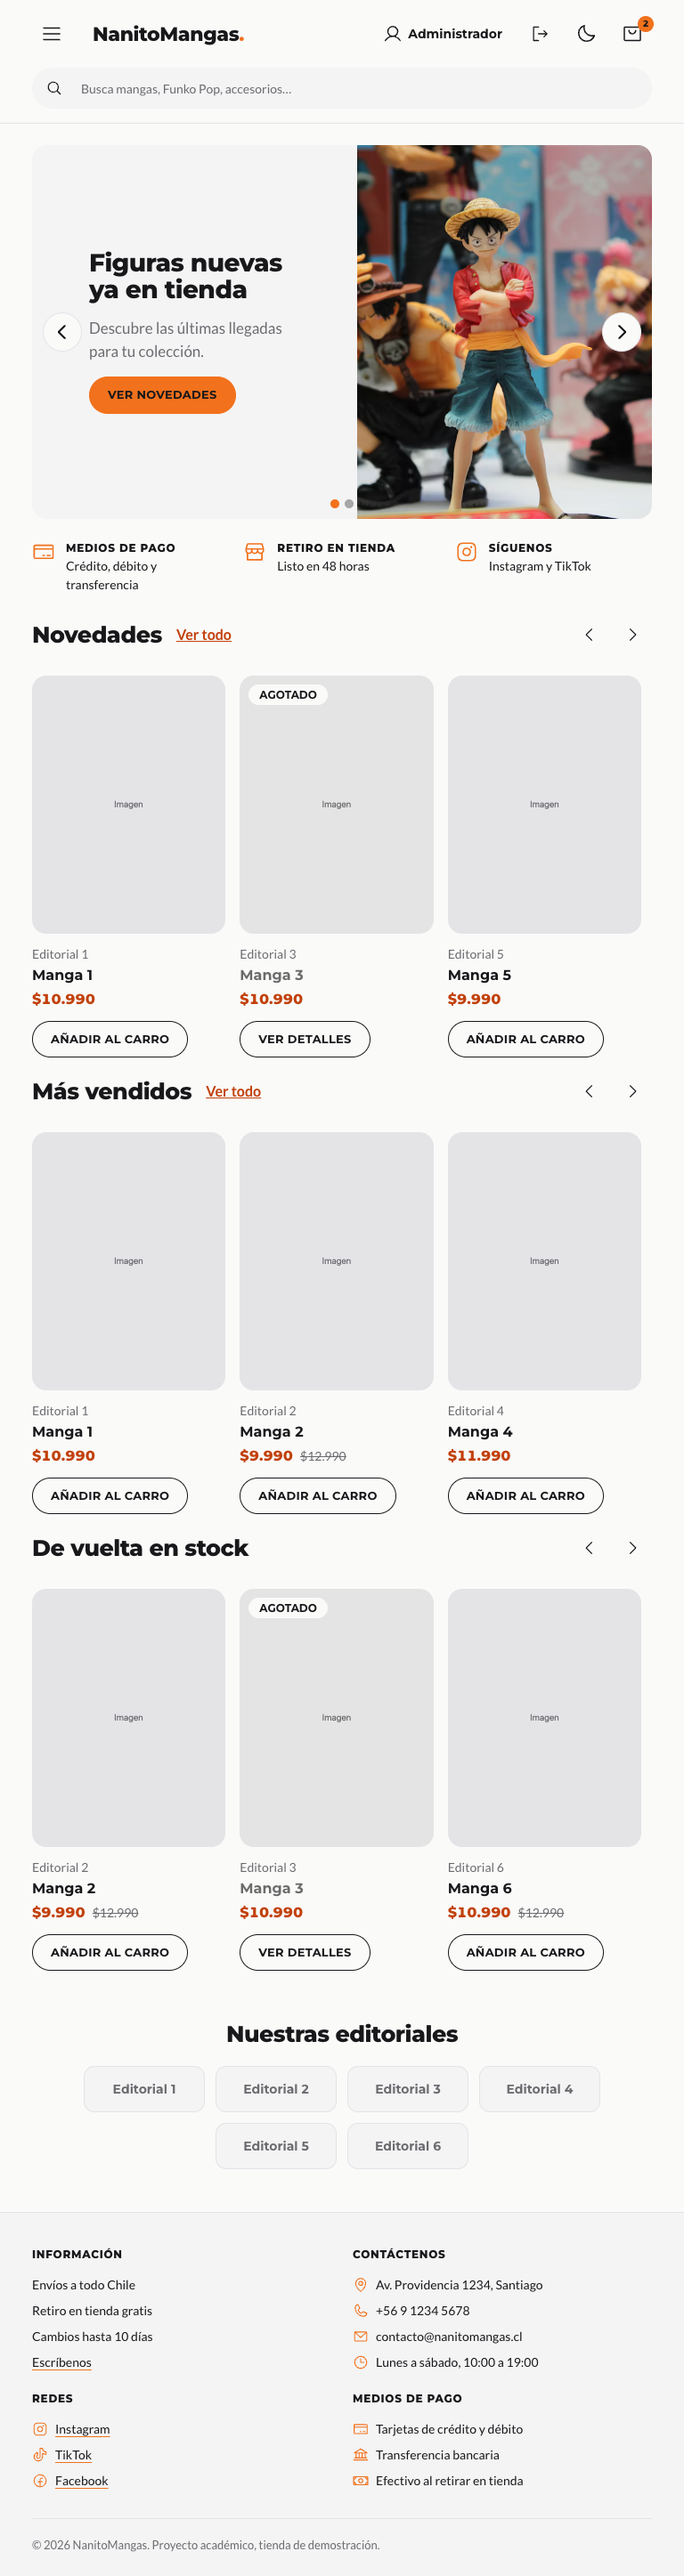 NanitoMangas.
Administrador
2
Busca mangas, Funko Pop, accesorios...
Figuras nuevas
ya en tienda
Descubre las últimas llegadas
para tu colección.
VER NOVEDADES
MEDIOS DE PAGO
Crédito, débito y
transferencia
RETIRO EN TIENDA
Listo en 48 horas
SÍGUENOS
Instagram y TikTok
Novedades Ver todo
AGOTADO
Imagen Imagen Imagen
Editorial 1 Editorial 3 Editorial 5
Manga 1 Manga 3 Manga 5
$10.990 $10.990 $9.990
AÑADIR AL CARRO VER DETALLES AÑADIR AL CARRO
Más vendidos Ver todo
Imagen Imagen Imagen
Editorial 1 Editorial 2 Editorial 4
Manga 1 Manga 2 Manga 4
$10.990 $9.990 $12.990 $11.990
AÑADIR AL CARRO AÑADIR AL CARRO AÑADIR AL CARRO
De vuelta en stock
AGOTADO
Imagen Imagen Imagen
Editorial 2 Editorial 3 Editorial 6
Manga 2 Manga 3 Manga 6
$9.990 $12.990 $10.990 $10.990 $12.990
AÑADIR AL CARRO VER DETALLES AÑADIR AL CARRO
Nuestras editoriales
Editorial 1 Editorial 2 Editorial 3 Editorial 4
Editorial 5 Editorial 6
INFORMACIÓN
Envíos a todo Chile
Retiro en tienda gratis
Cambios hasta 10 días
Escríbenos
CONTÁCTENOS
Av. Providencia 1234, Santiago
+56 9 1234 5678
contacto@nanitomangas.cl
Lunes a sábado, 10:00 a 19:00
REDES
Instagram
TikTok
Facebook
MEDIOS DE PAGO
Tarjetas de crédito y débito
Transferencia bancaria
Efectivo al retirar en tienda
© 2026 NanitoMangas. Proyecto académico, tienda de demostración.